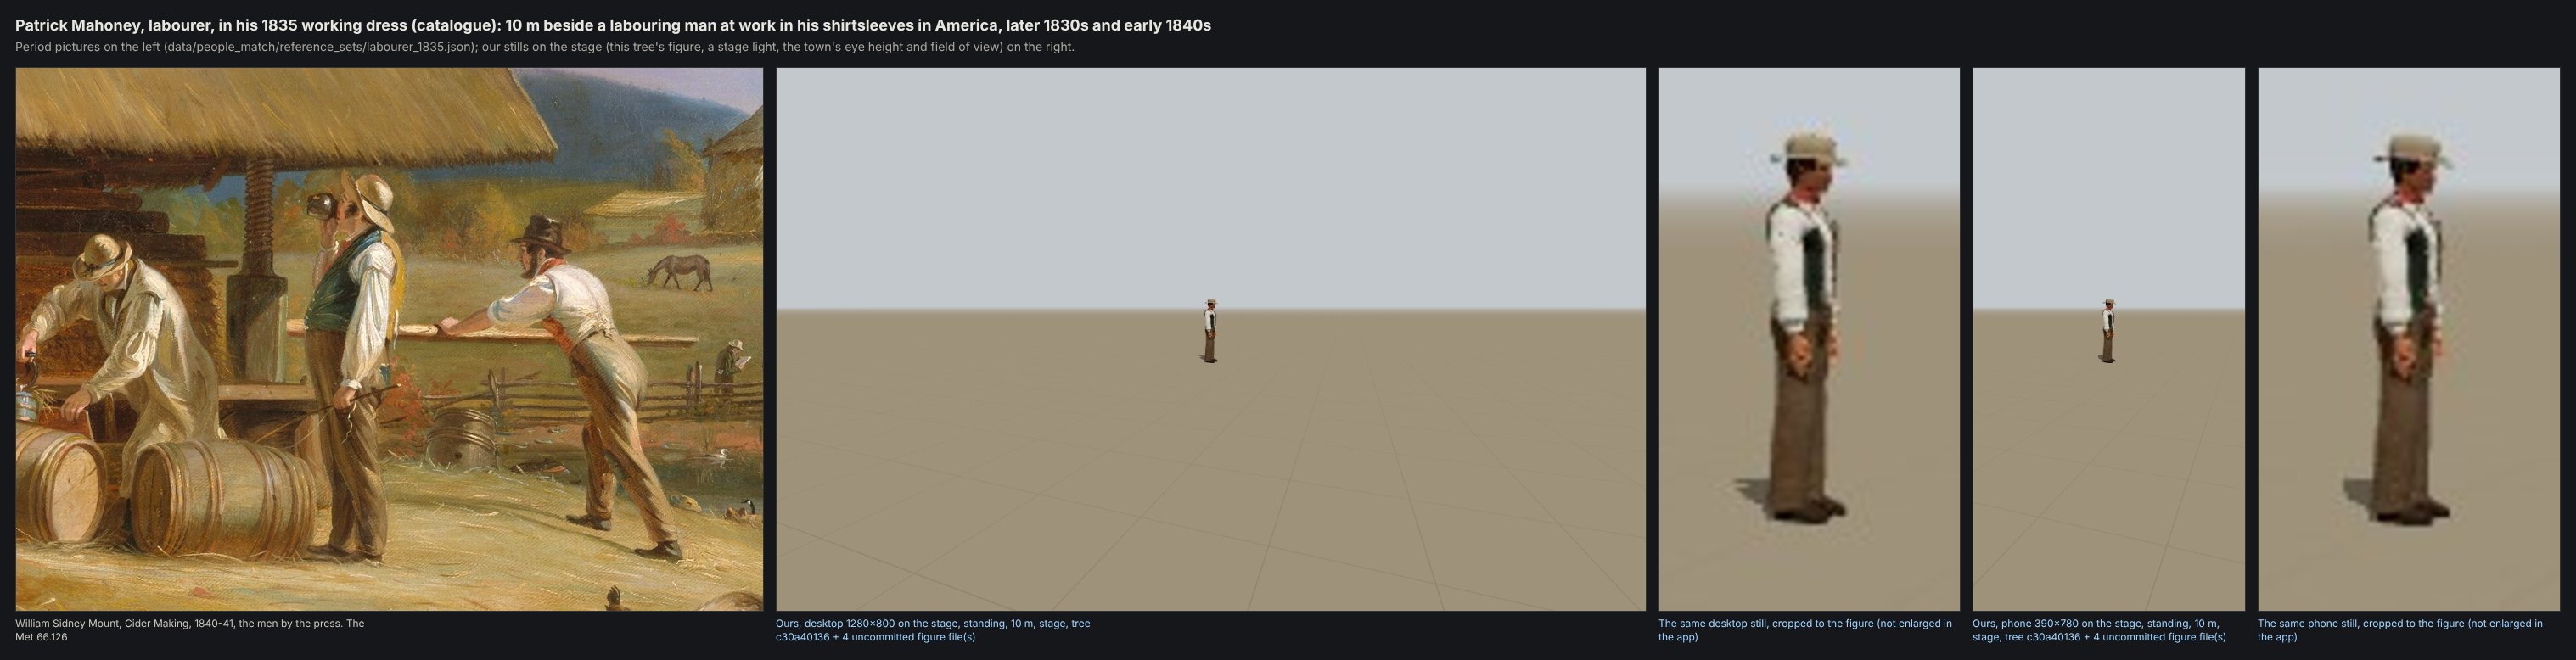 Patrick Mahoney, labourer, in his 1835 working dress (catalogue): 10 m beside a labouring man at work in his shirtsleeves in America, later 1830s and early 1840s
Period pictures on the left (data/people_match/reference_sets/labourer_1835.json); our stills on the stage (this tree's figure, a stage light, the town's eye height and field of view) on the right.
William Sidney Mount, Cider Making, 1840-41, the men by the press. The
Met 66.126
Ours, desktop 1280×800 on the stage, standing, 10 m, stage, tree
c30a40136 + 4 uncommitted figure file(s)
The same desktop still, cropped to the figure (not enlarged in
the app)
Ours, phone 390×780 on the stage, standing, 10 m,
stage, tree c30a40136 + 4 uncommitted figure file(s)
The same phone still, cropped to the figure (not enlarged in
the app)